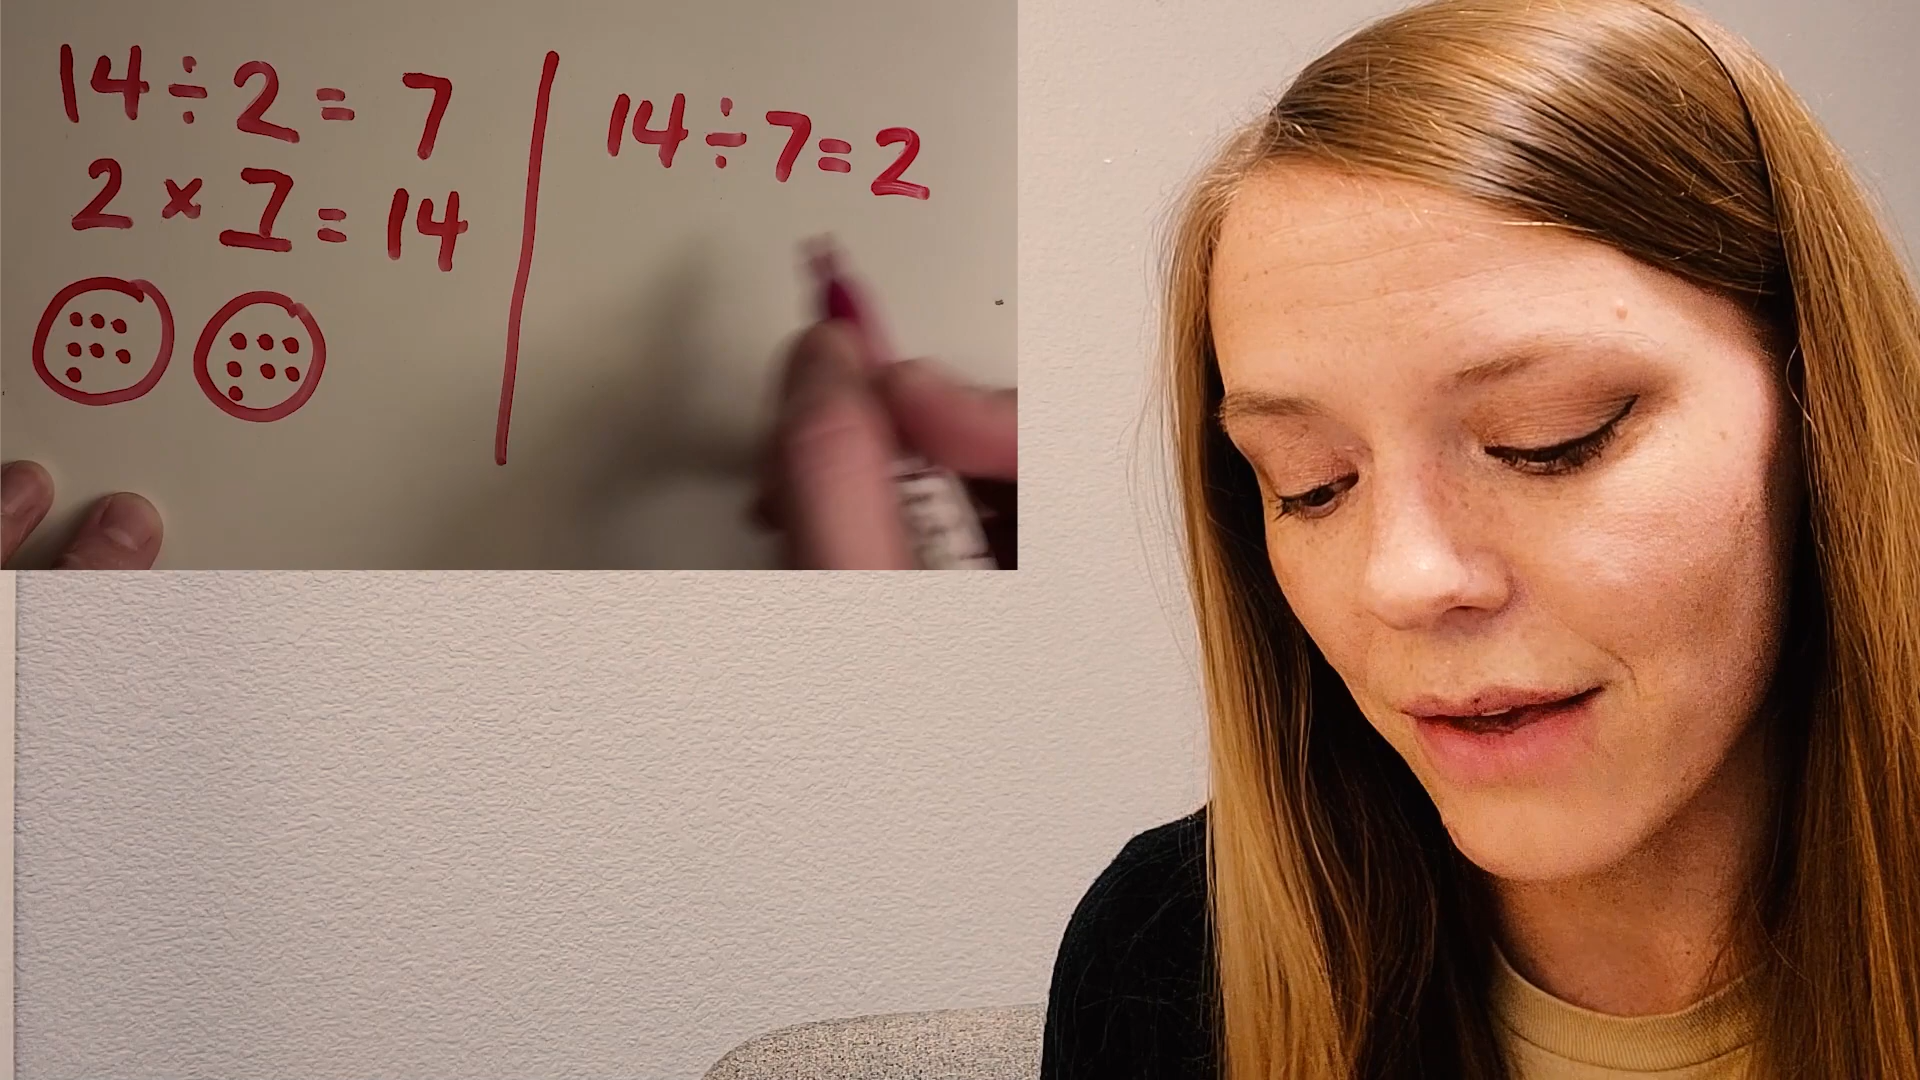 14 ÷ 2 = 7
2 × 7 = 14
14 ÷ 7 = 2